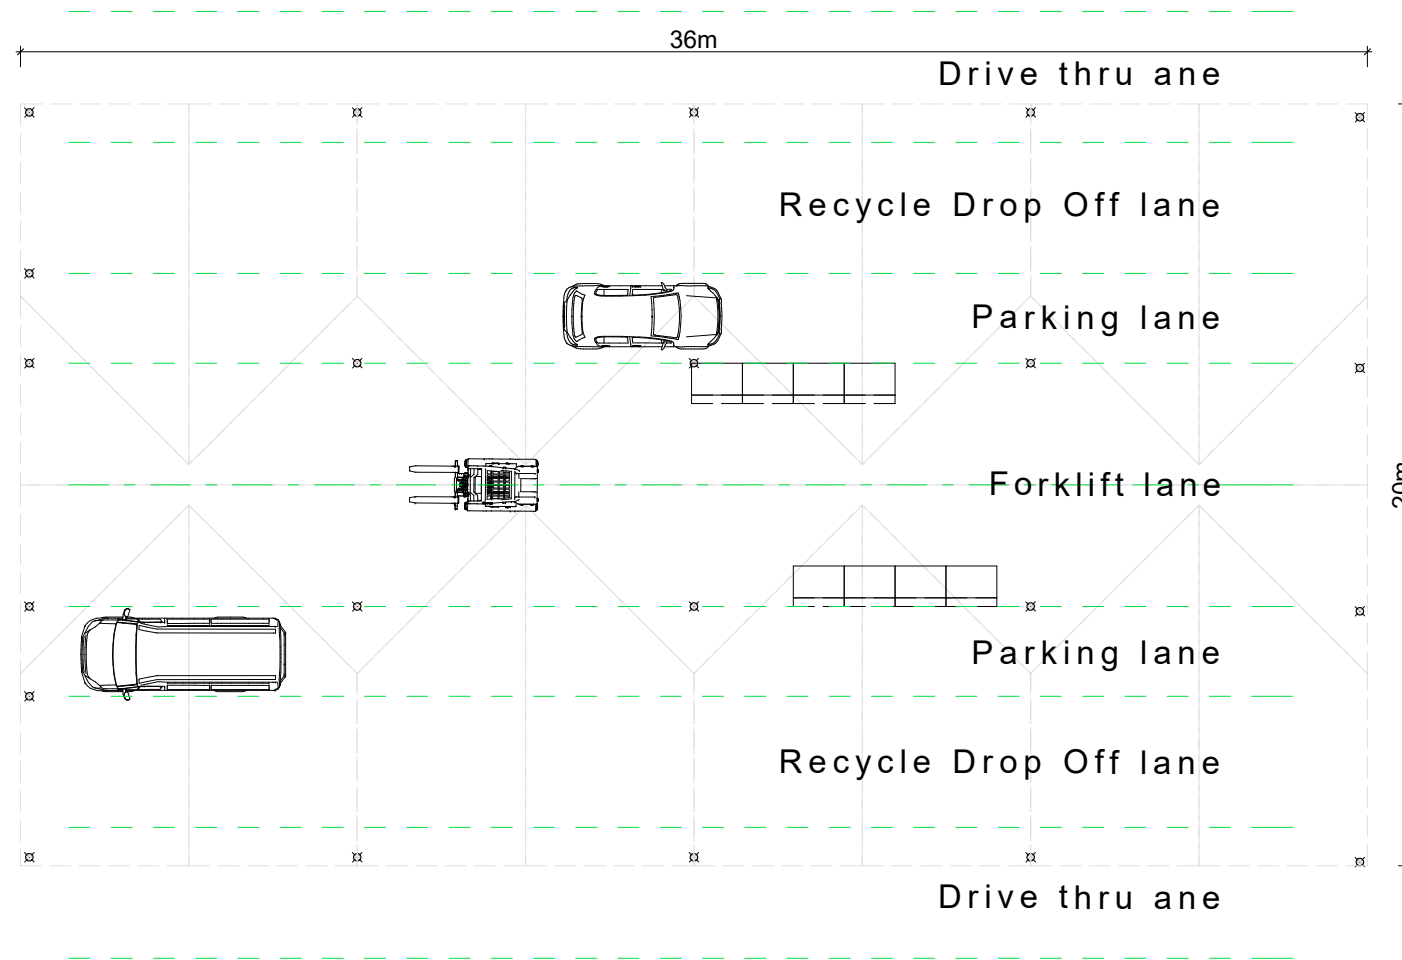 36m
Drive thru ane
Recycle Drop Off lane
Parking lane
Forklift lane
20m
Parking lane
Recycle Drop Off lane
Drive thru ane